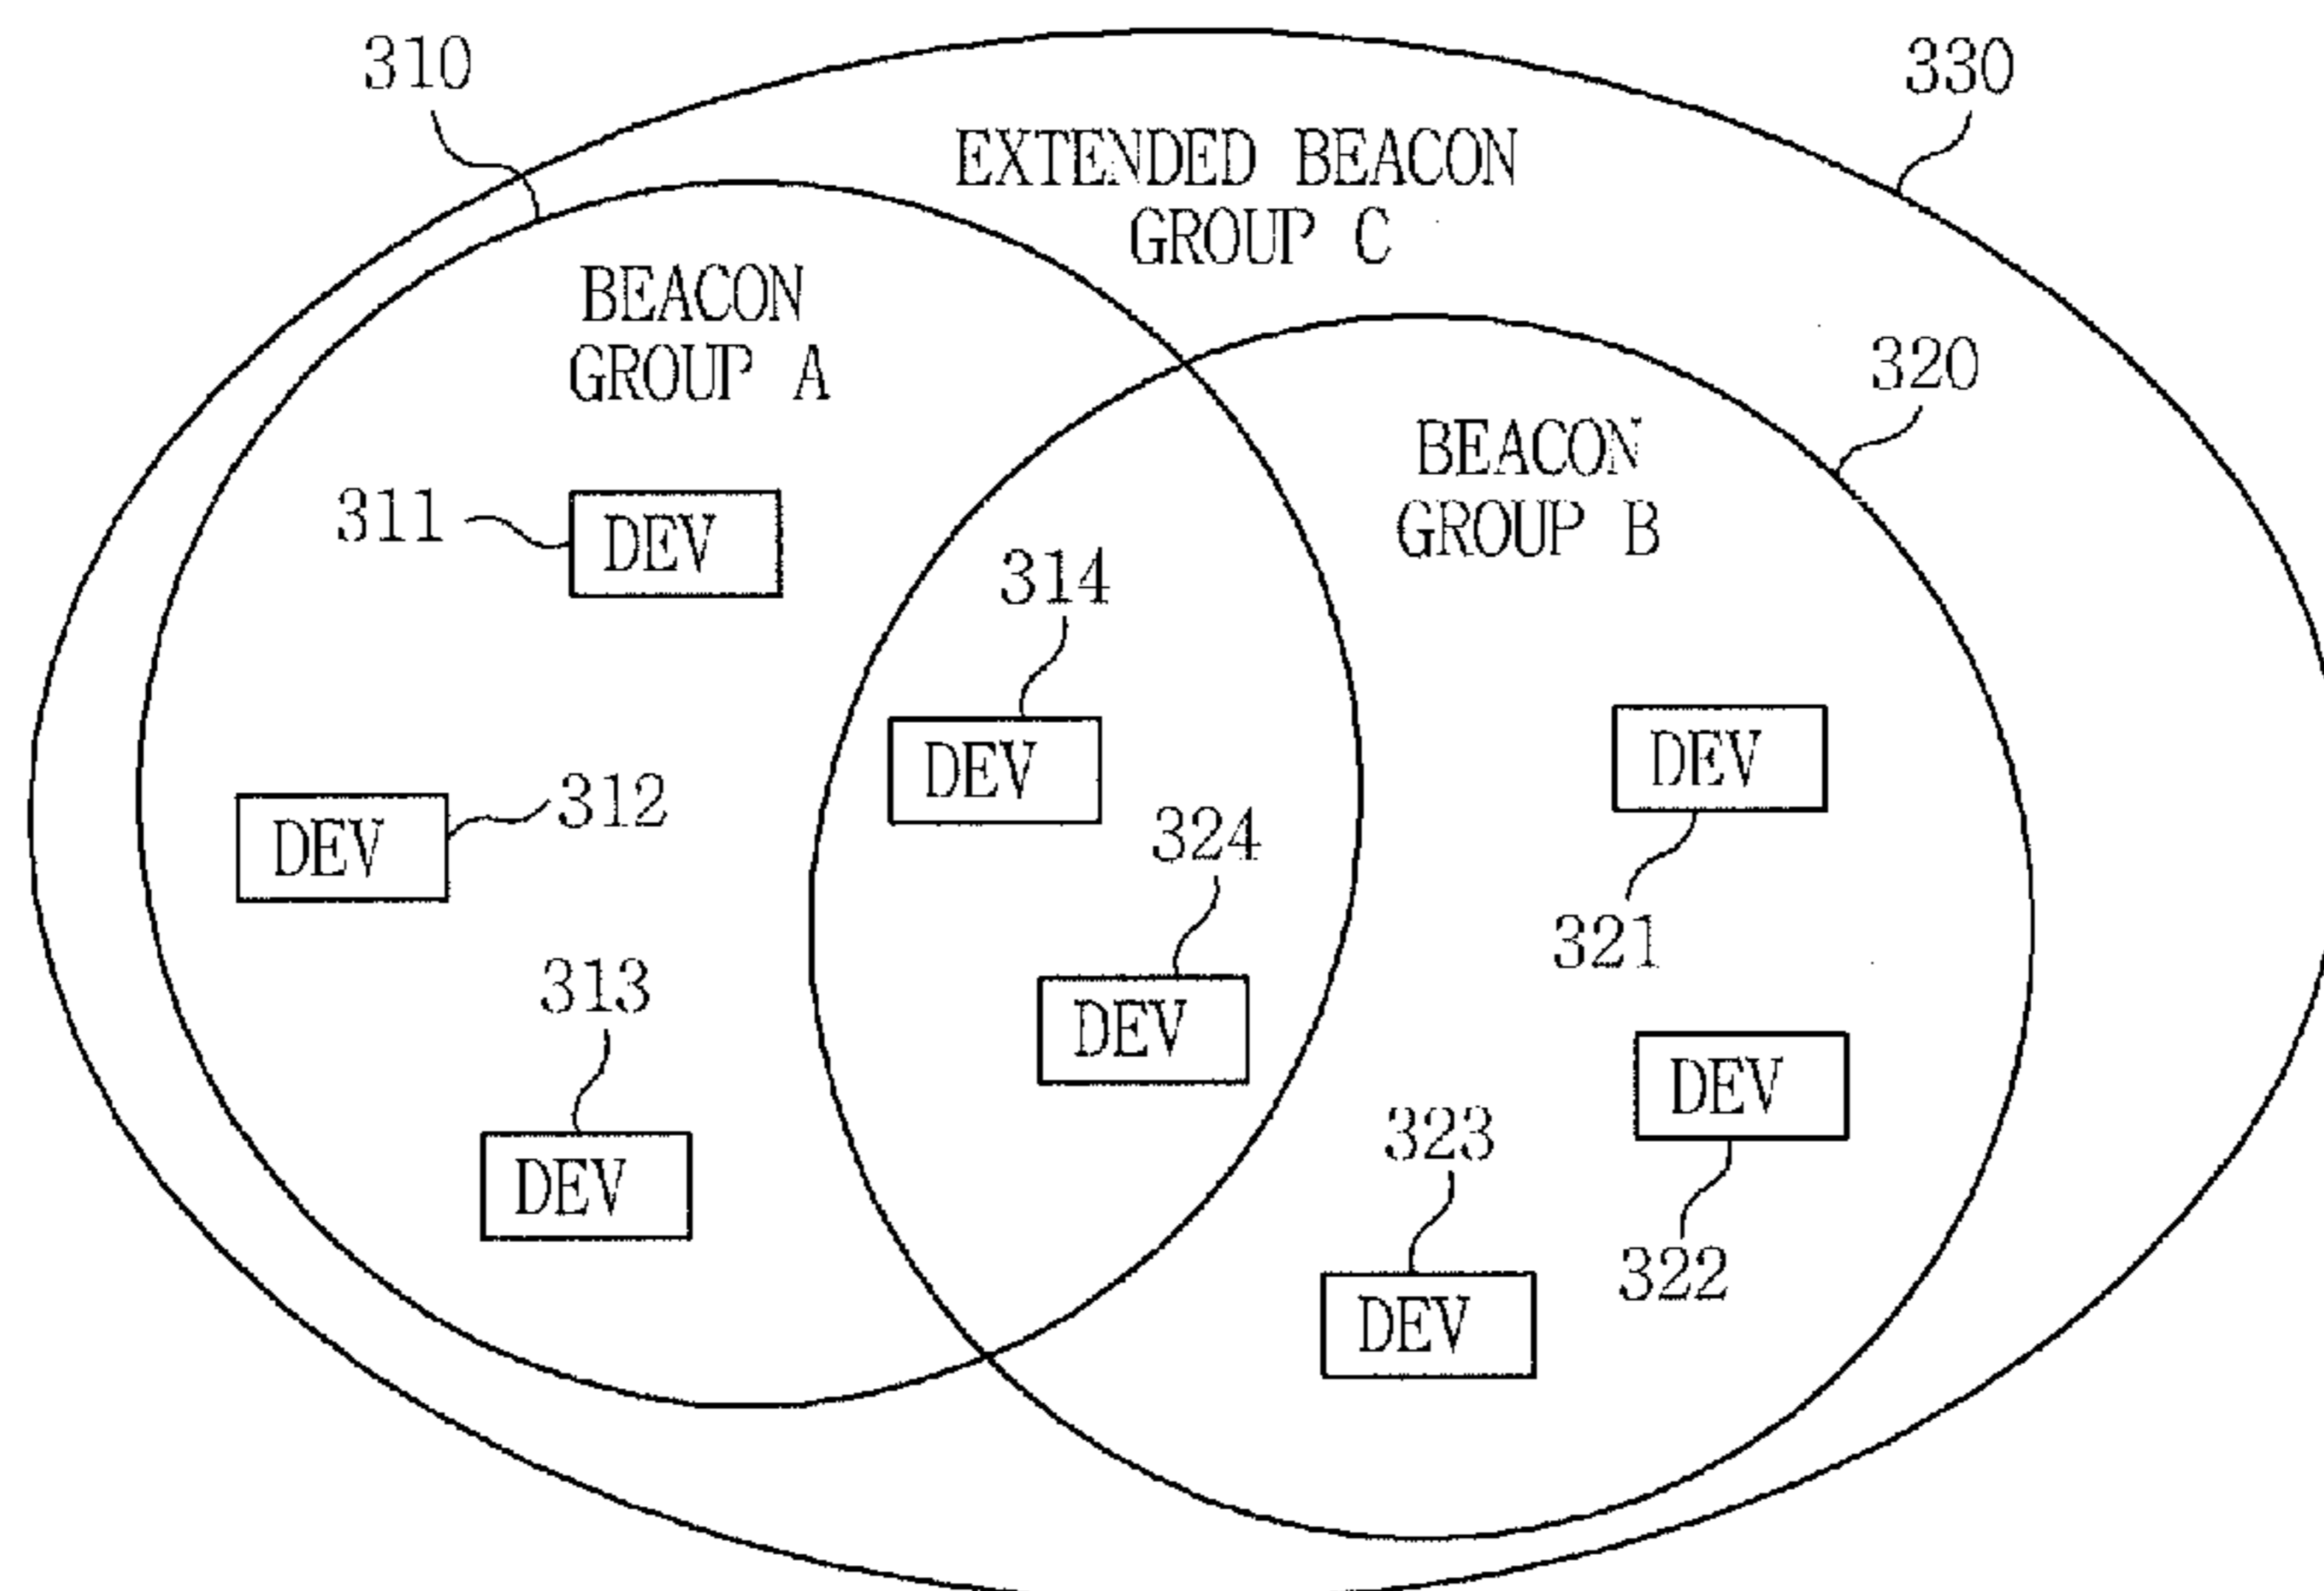 310
330
EXTENDED BEACON
GROUP C
BEACON
GROUP A
320
BEACON
GROUP B
311
DEV
314
DEV
DEV
312
DEV
324
321
313
DEV
DEV
DEV
323
322
DEV